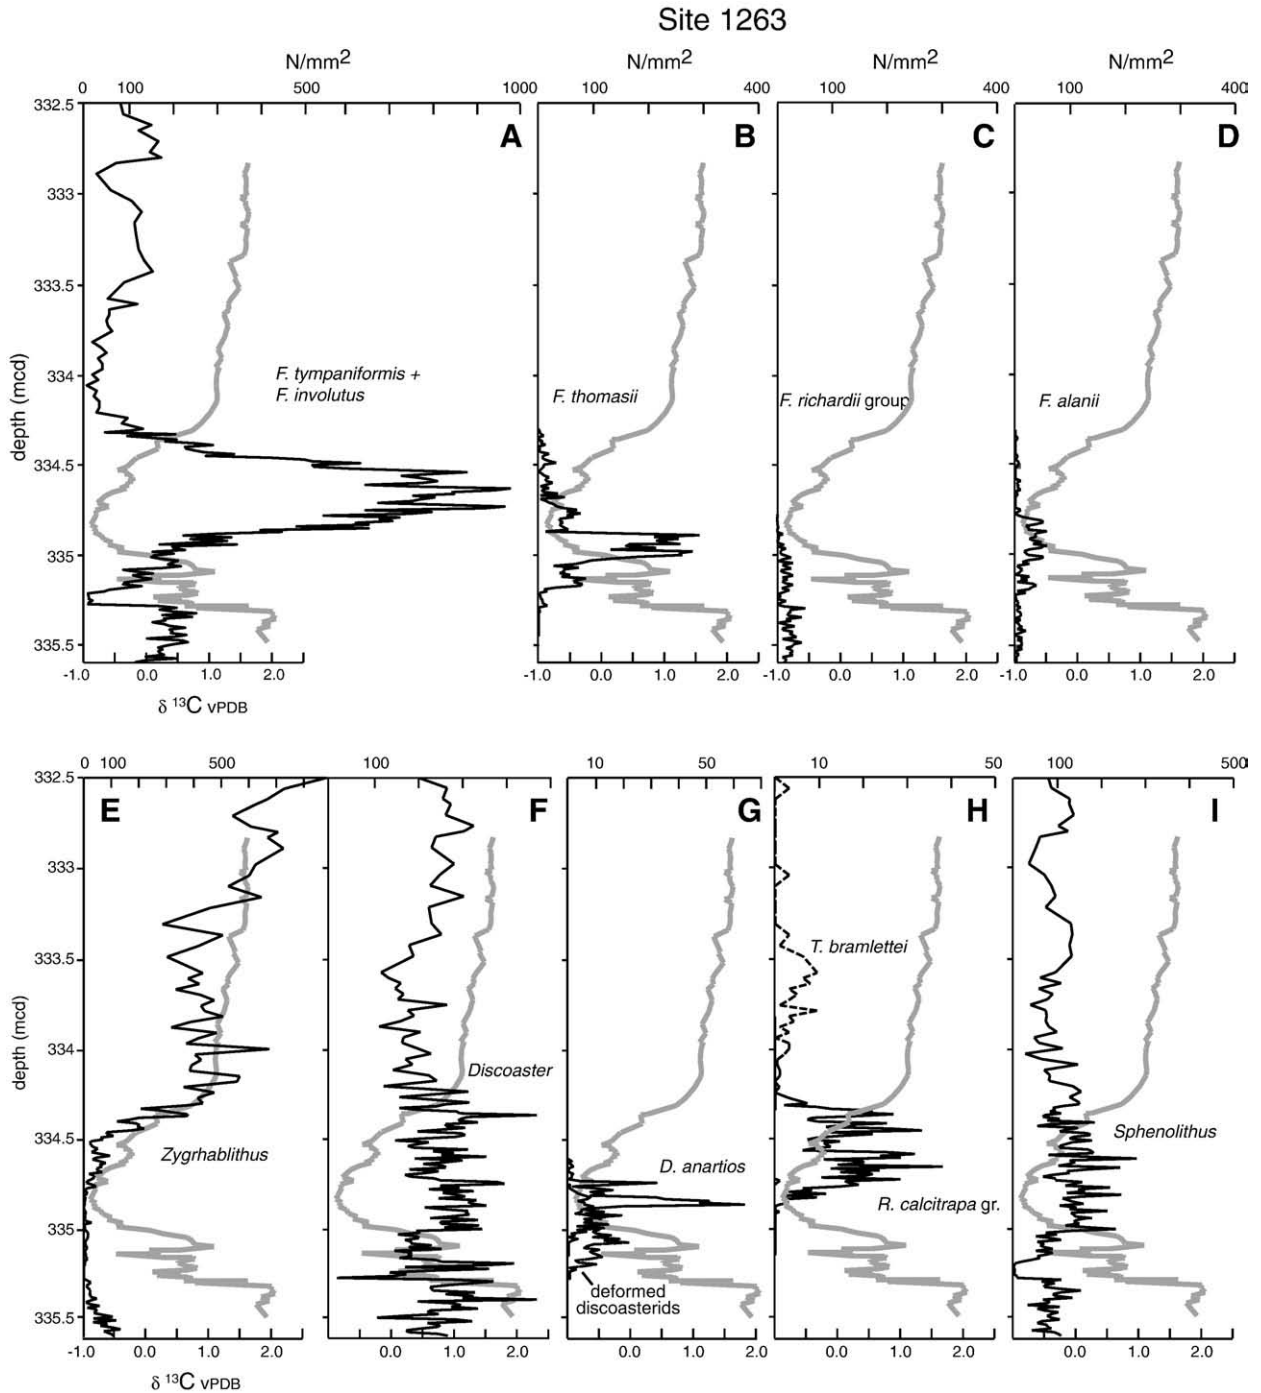 Site 1263
N/mm2 N/mm2 N/mm2 N/mm2
0 100 500 1000 100 400 100 400 100 400
332.5
A B C D
333
333.5
334
F. tympaniformis +
F. involutus
F. thomasii
F. richardii group
F. alanii
depth (mcd)
334.5
335
335.5
-1.0 0.0 1.0 2.0 -1.0 0.0 1.0 2.0 -1.0 0.0 1.0 2.0 -1.0 0.0 1.0 2.0
δ 13C vPDB
0 100 500 100 10 50 10 50 100 500
332.5
E F G H I
333
T. bramlettei
333.5
334
depth (mcd)
Discoaster
334.5
Sphenolithus
Zygrhablithus
D. anartios
R. calcitrapa gr.
335
deformed
discoasterids
335.5
-1.0 0.0 1.0 2.0 0.0 1.0 2.0 0.0 1.0 2.0 0.0 1.0 2.0 0.0 1.0 2.0
δ 13C vPDB